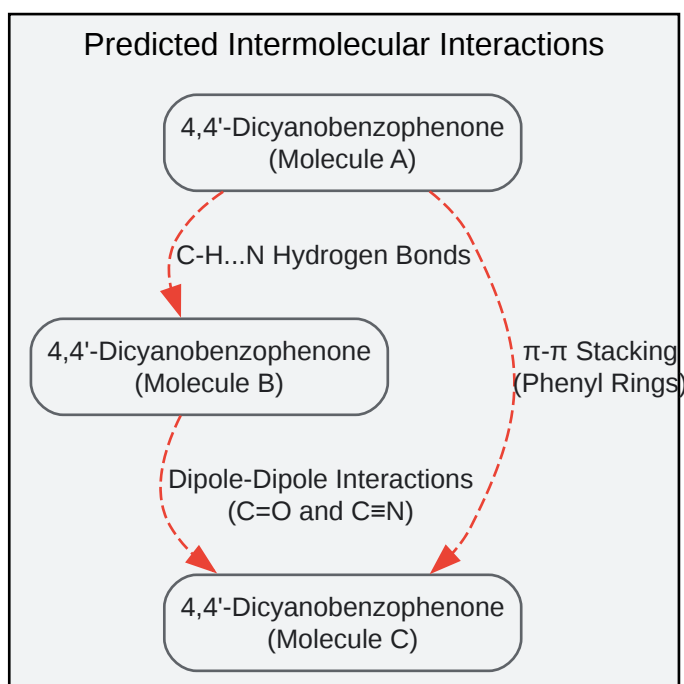 Predicted Intermolecular Interactions
4,4'-Dicyanobenzophenone
(Molecule A)
C-H...N Hydrogen Bonds
4,4'-Dicyanobenzophenone
(Molecule B)
π-π Stacking
(Phenyl Rings)
Dipole-Dipole Interactions
(C=O and C≡N)
4,4'-Dicyanobenzophenone
(Molecule C)